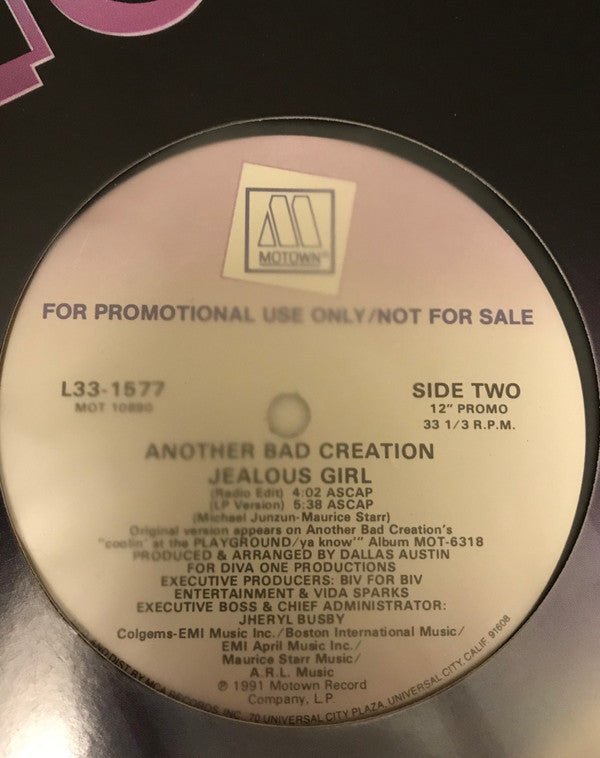 MOTOWN®
FOR PROMOTIONAL USE ONLY/NOT FOR SALE
L33-1577
MOT 10890
SIDE TWO
12" PROMO
33 1/3 R.P.M.
ANOTHER BAD CREATION
JEALOUS GIRL
(Radio Edit) 4:02 ASCAP
(LP Version) 5:38 ASCAP
(Michael Junzun-Maurice Starr)
Original version appears on Another Bad Creation's
"coolin' at the PLAYGROUND/ya know'" Album MOT-6318
PRODUCED & ARRANGED BY DALLAS AUSTIN
FOR DIVA ONE PRODUCTIONS
EXECUTIVE PRODUCERS: BIV FOR BIV
ENTERTAINMENT & VIDA SPARKS
EXECUTIVE BOSS & CHIEF ADMINISTRATOR:
JHERYL BUSBY
Colgems-EMI Music Inc./Boston International Music/
EMI April Music Inc./
Maurice Starr Music/
A.R.L. Music
℗ 1991 Motown Record
Company, L.P
AND DIST BY MCA RECORDS, INC., 70 UNIVERSAL CITY PLAZA, UNIVERSAL CITY, CALIF. 91608